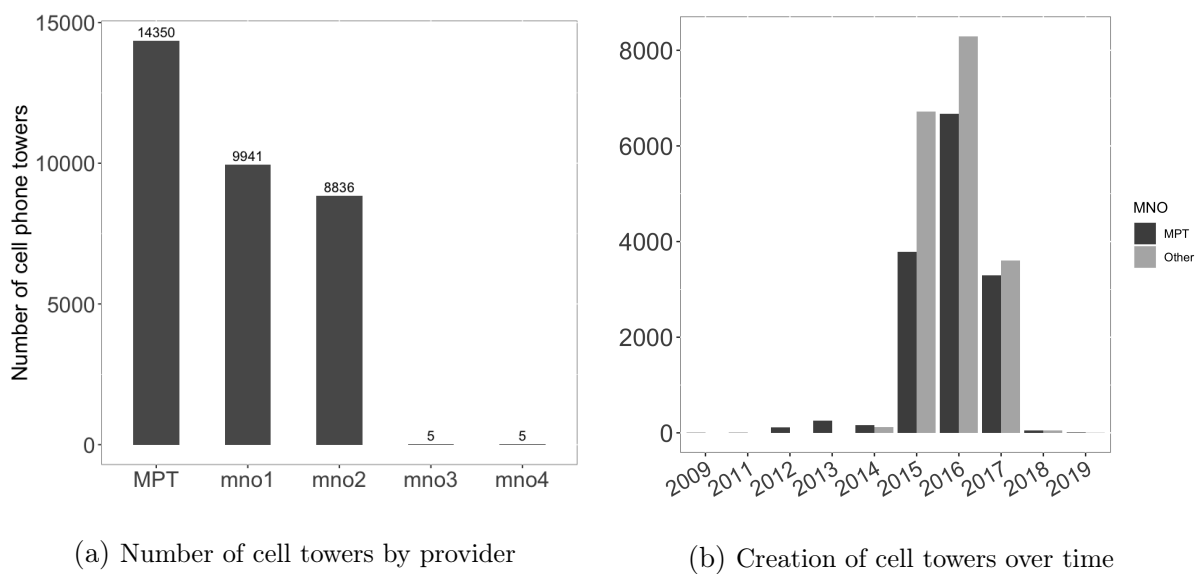 Number of cell phone towers
15000
10000
5000
0
14350
9941
8836
5
5
MPT mno1 mno2 mno3 mno4
(a) Number of cell towers by provider
8000
6000
4000
2000
0
2009 2011 2012 2013 2014 2015 2016 2017 2018 2019
MNO
MPT
Other
(b) Creation of cell towers over time